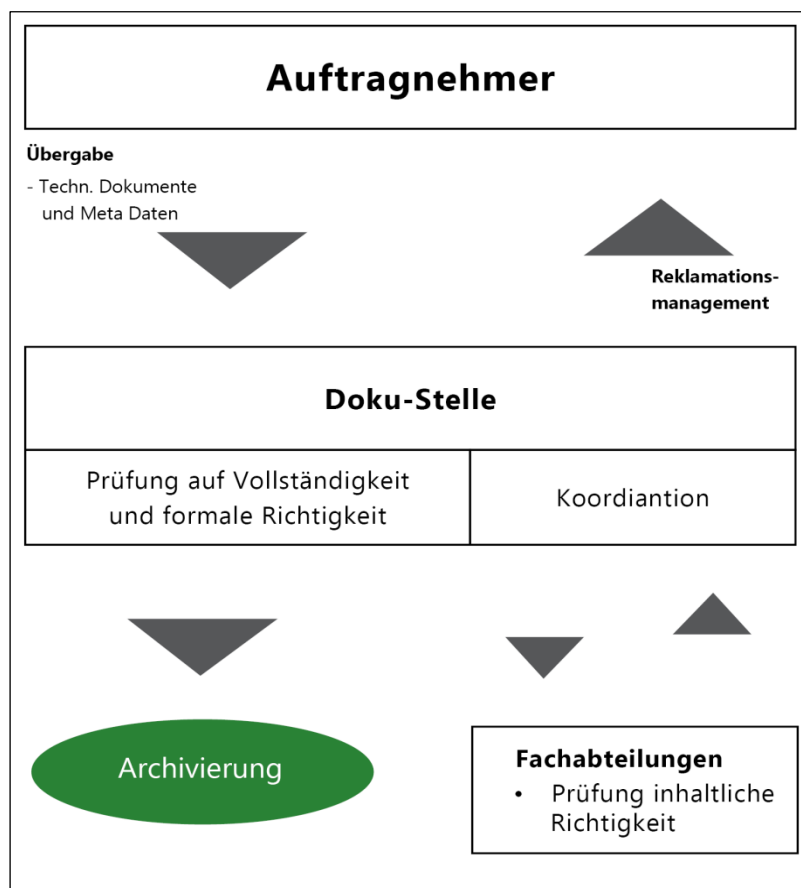 Auftragnehmer
Übergabe
- Techn. Dokumente
und Meta Daten
Reklamations-
management
Doku-Stelle
Prüfung auf Vollständigkeit
und formale Richtigkeit
Koordiantion
Archivierung
Fachabteilungen
• Prüfung inhaltliche
Richtigkeit